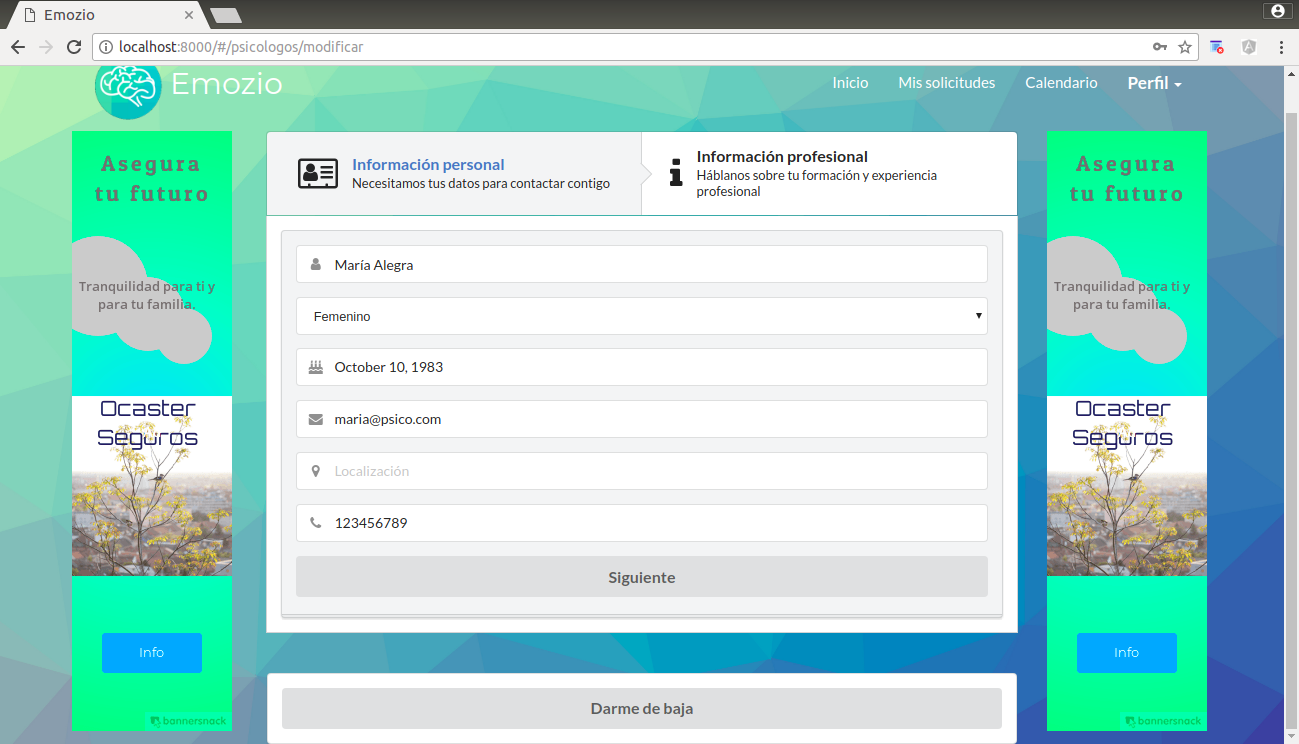 Emozio
localhost:8000/#/psicologos/modificar
Emozio
Inicio
Mis solicitudes
Calendario
Perfil
Asegura
tu futuro
Tranquilidad para ti y
para tu familia.
Ocaster
Seguros
Info
bannersnack
Información personal
Necesitamos tus datos para contactar contigo
Información profesional
Háblanos sobre tu formación y experiencia
profesional
María Alegra
Femenino
October 10, 1983
maria@psico.com
Localización
123456789
Siguiente
Darme de baja
Asegura
tu futuro
Tranquilidad para ti y
para tu familia.
Ocaster
Seguros
Info
bannersnack